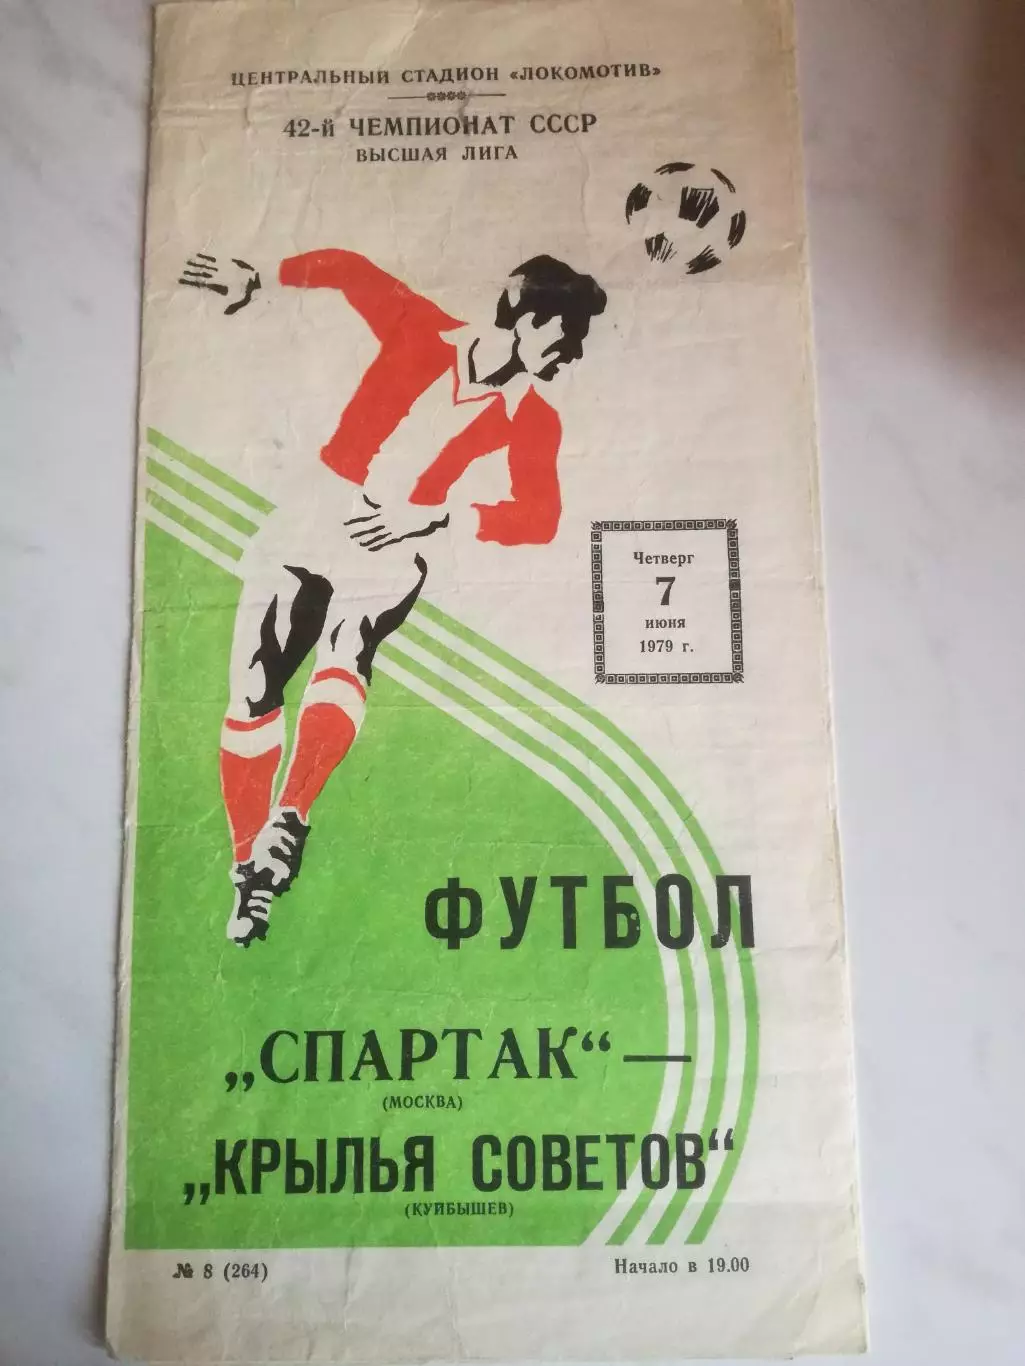 ЦЕНТРАЛЬНЫЙ СТАДИОН «ЛОКОМОТИВ»
42-й ЧЕМПИОНАТ СССР
ВЫСШАЯ ЛИГА
Четверг
7
июня
1979 г.
ФУТБОЛ
„СПАРТАК“ —
(МОСКВА)
„КРЫЛЬЯ СОВЕТОВ“
(КУЙБЫШЕВ)
№ 8 (264)
Начало в 19.00